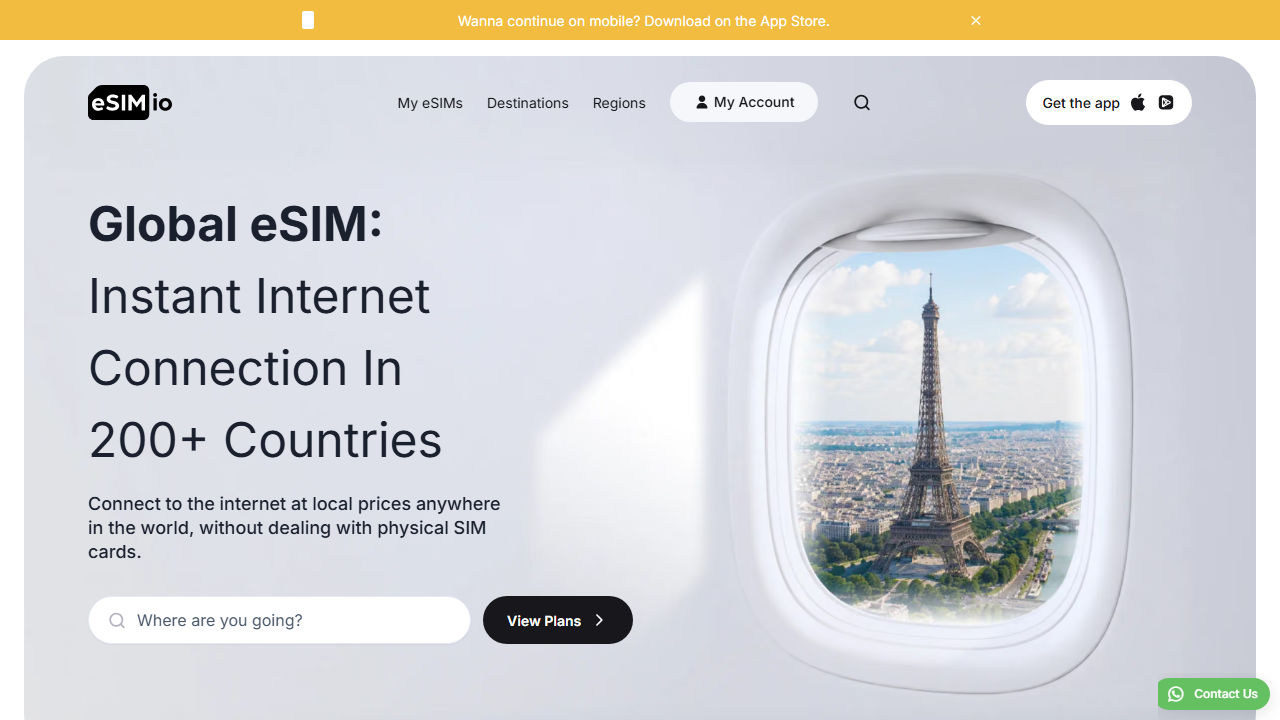 Wanna continue on mobile? Download on the App Store.
eSIM io
My eSIMs
Destinations
Regions
My Account
Get the app
Global eSIM:
Instant Internet
Connection In
200+ Countries
Connect to the internet at local prices anywhere
in the world, without dealing with physical SIM
cards.
Where are you going?
View Plans
Contact Us